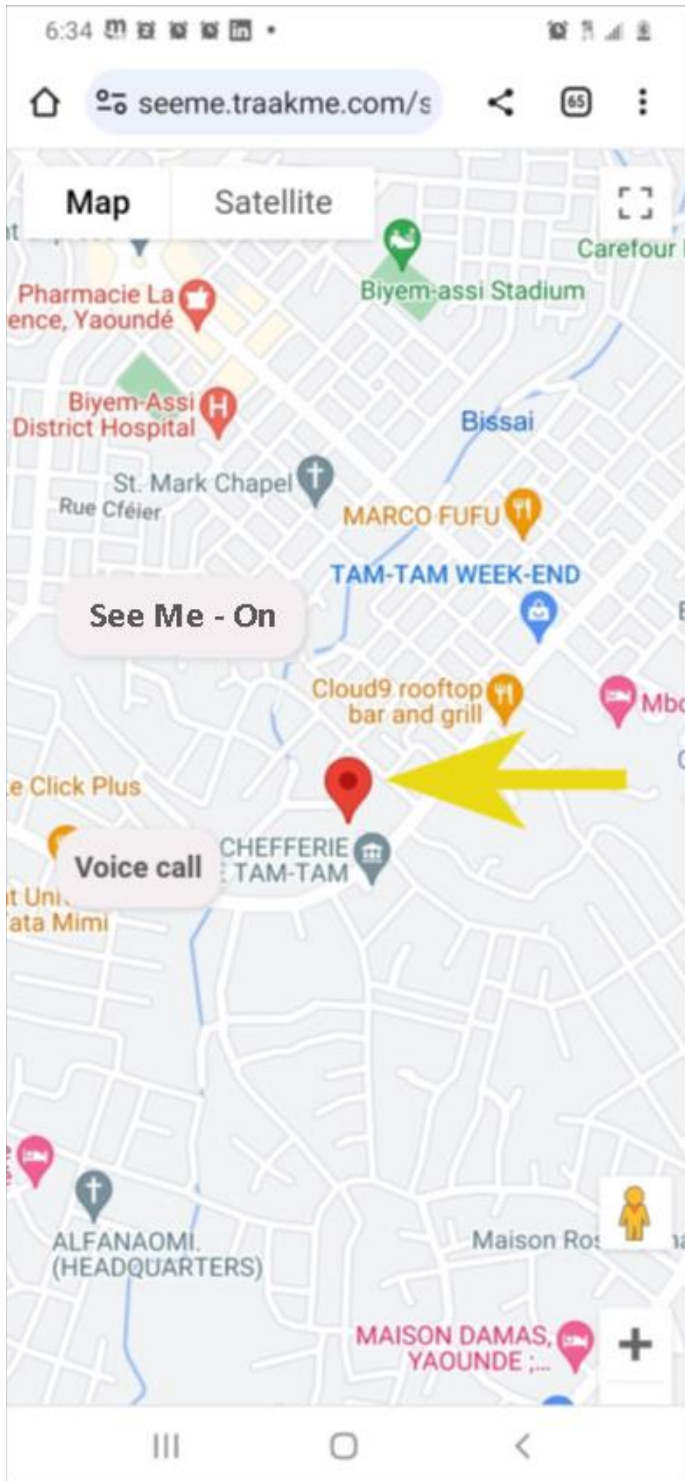 6:34
seeme.traakme.com/s
65
Map
Satellite
Carefour
Biyem-assi Stadium
Pharmacie La
ence, Yaoundé
Biyem-Assi
District Hospital
Bissai
St. Mark Chapel
Rue Cféier
MARCO FUFU
TAM-TAM WEEK-END
See Me - On
Cloud9 rooftop
bar and grill
Mbo
e Click Plus
CHEFFERIE
TAM-TAM
Voice call
t Uni
ata Mimi
ALFANAOMI.
(HEADQUARTERS)
Maison Ros
MAISON DAMAS,
YAOUNDE ;...